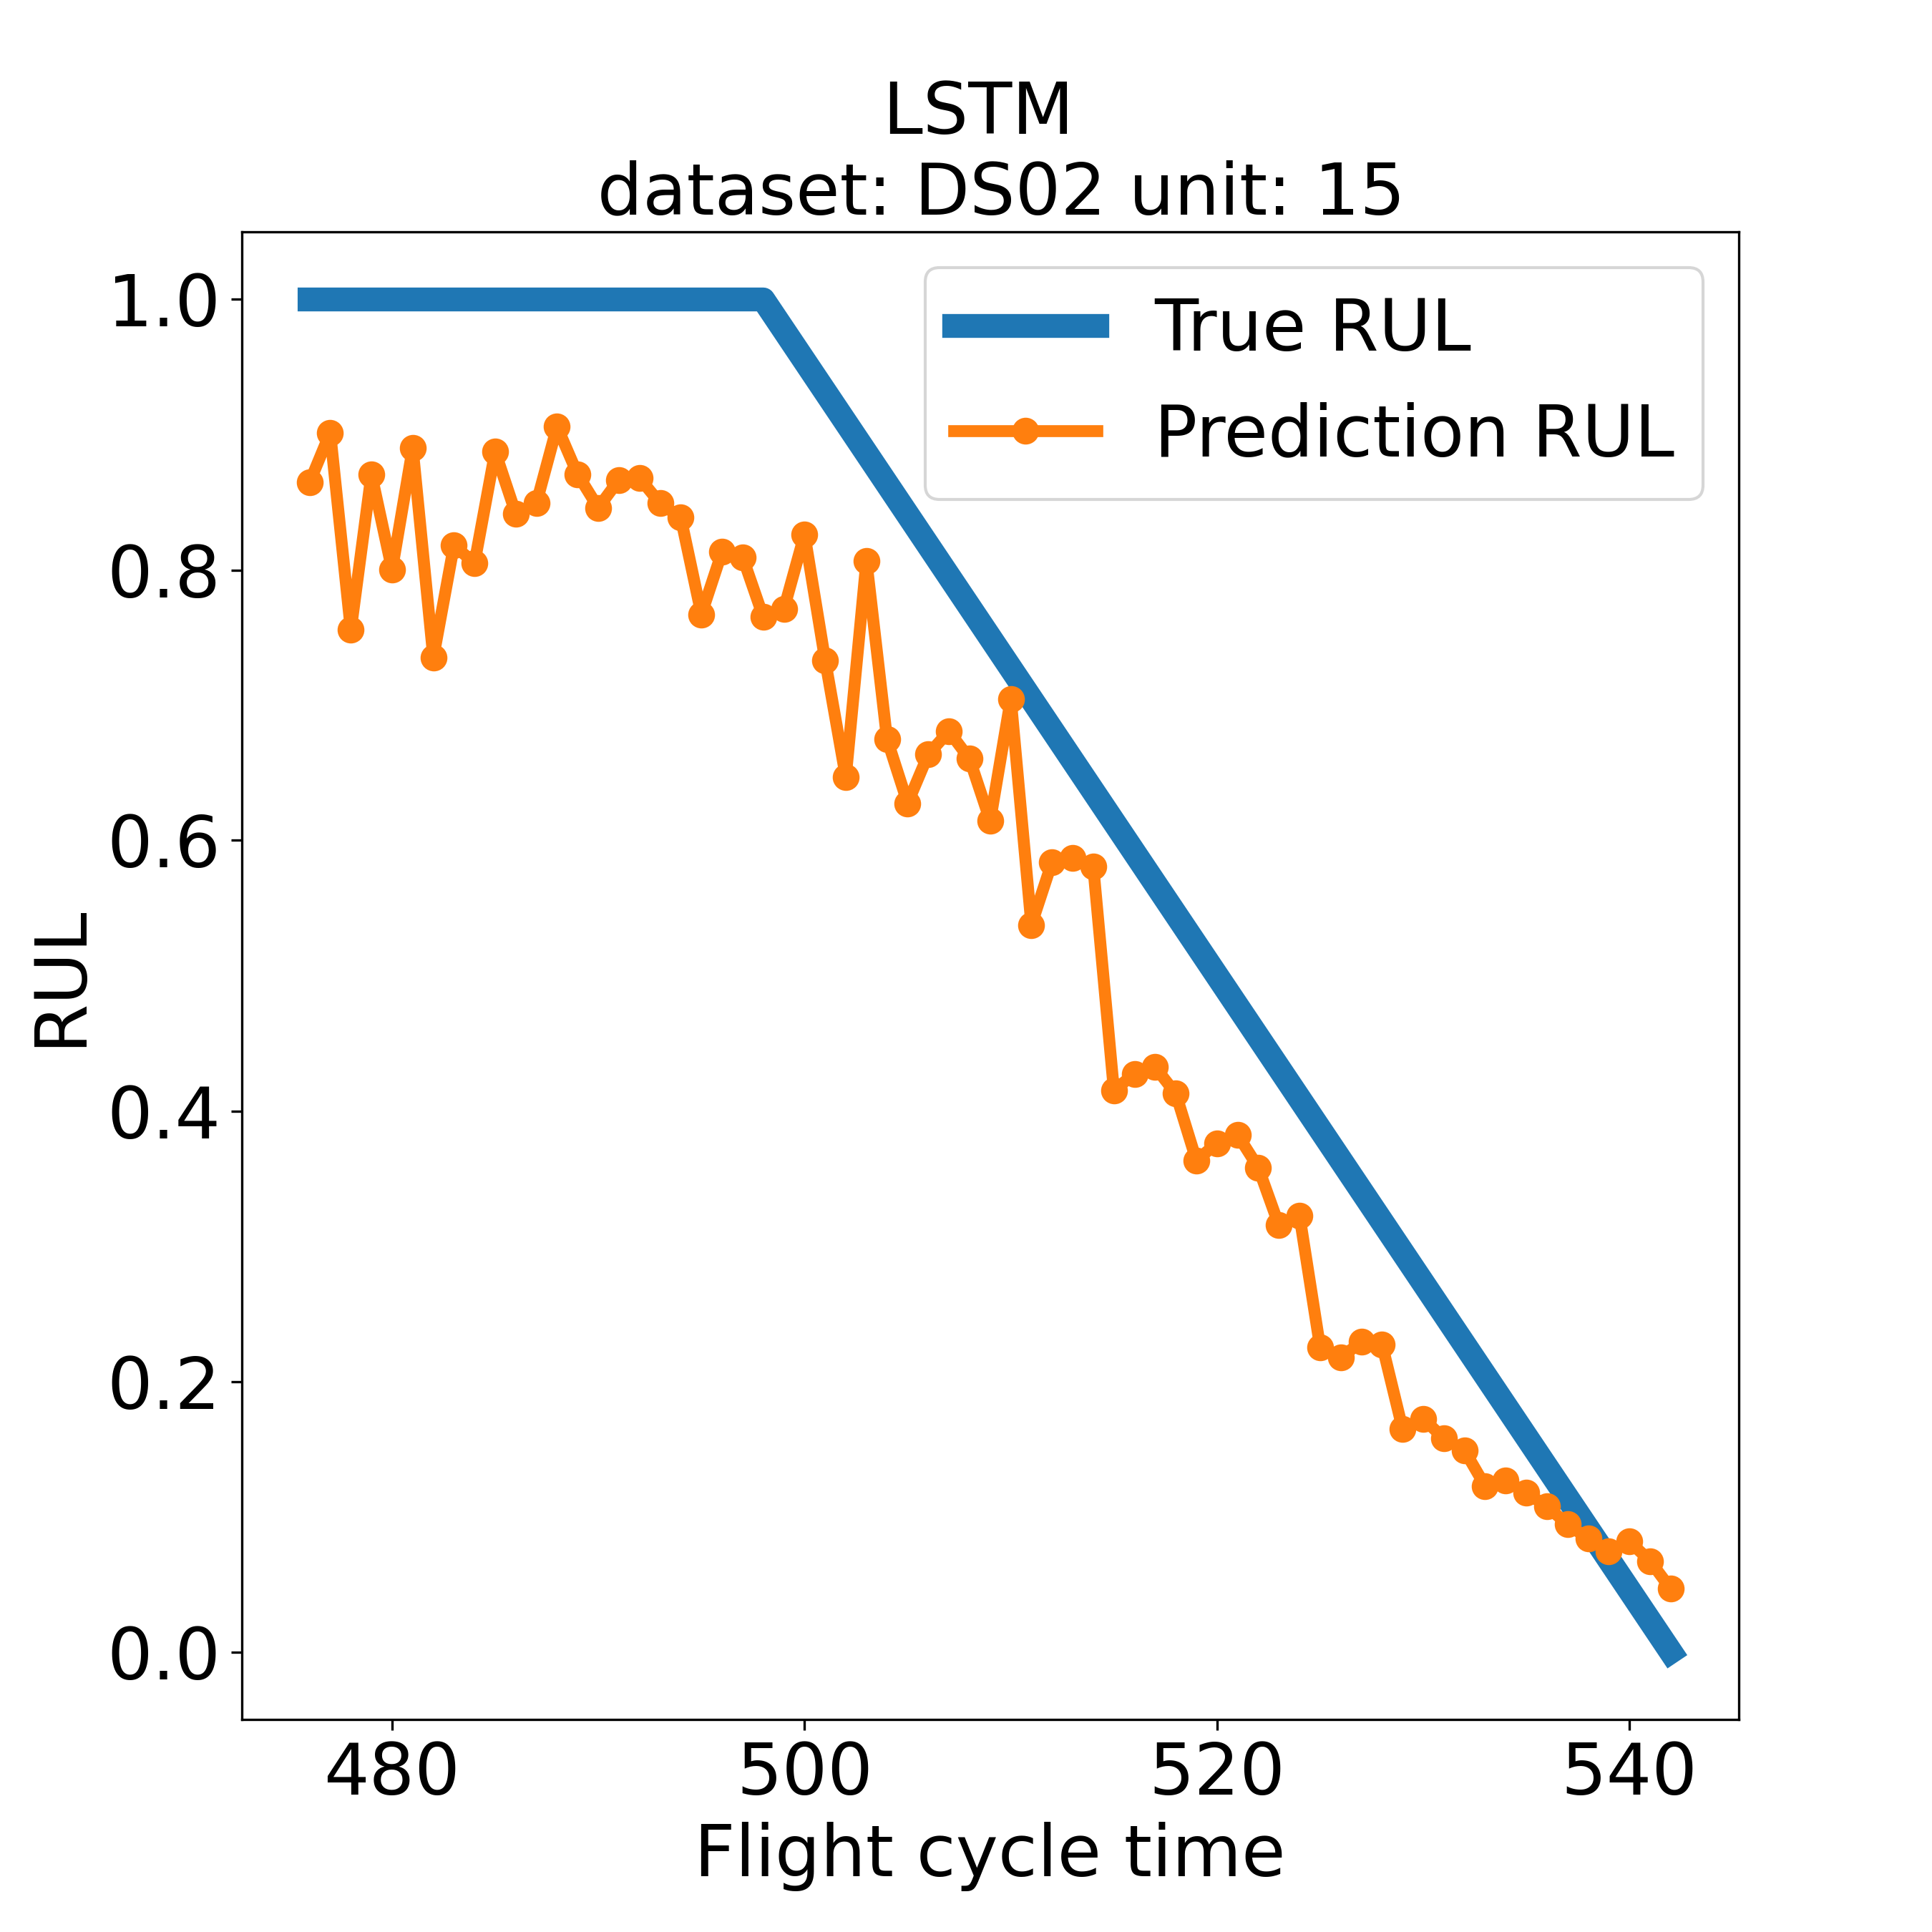 LSTM
dataset: DS02 unit: 15
True RUL
Prediction RUL
1.0
0.8
0.6
0.4
0.2
0.0
RUL
480 500 520 540
Flight cycle time